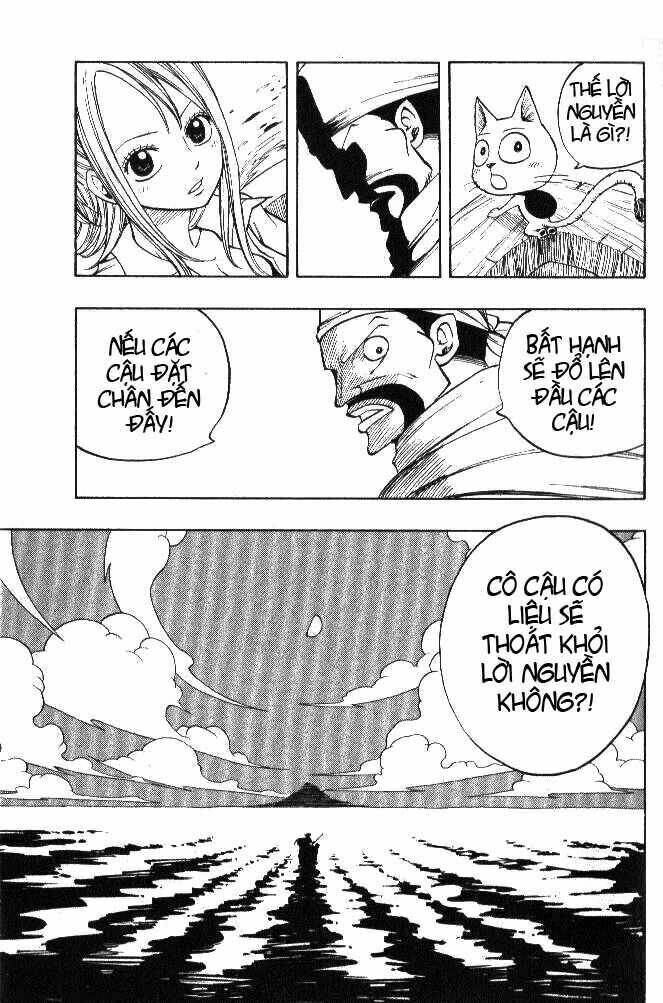 THẾ LỜI
NGUYỀN
LÀ GÌ?!
BẤT HẠNH
SẼ ĐỔ LÊN
ĐẦU CÁC
CẬU!
NẾU CÁC
CẬU ĐẶT
CHÂN ĐẾN
ĐẤY!
CÔ CẬU CÓ
LIỆU SẼ
THOÁT KHỎI
LỜI NGUYỀN
KHÔNG?!